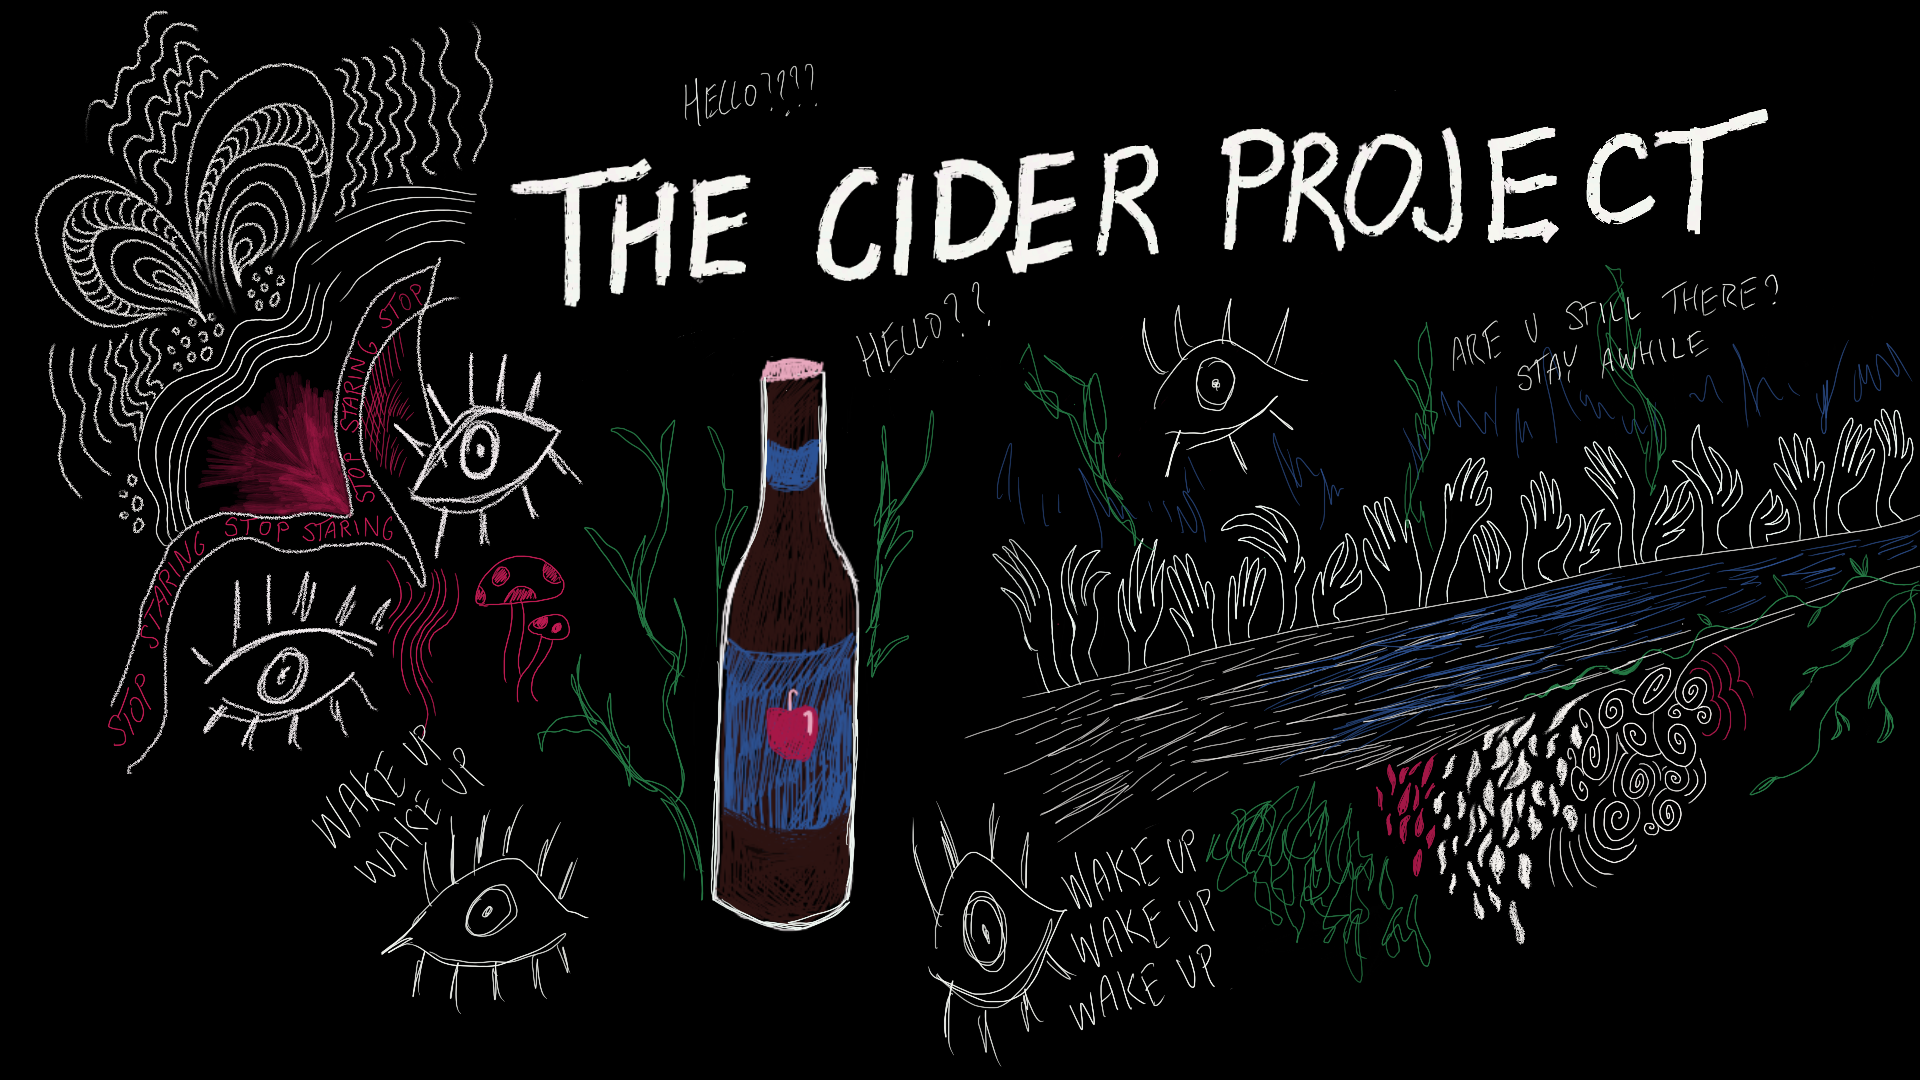 HELLO????
THE CIDER PROJECT
HELLO??
ARE U STILL THERE?
STAY AWHILE
STOP STARING STOP STARING STOP STARING STOP
WAKE UP
WAKE UP
WAKE UP
WAKE UP
WAKE UP